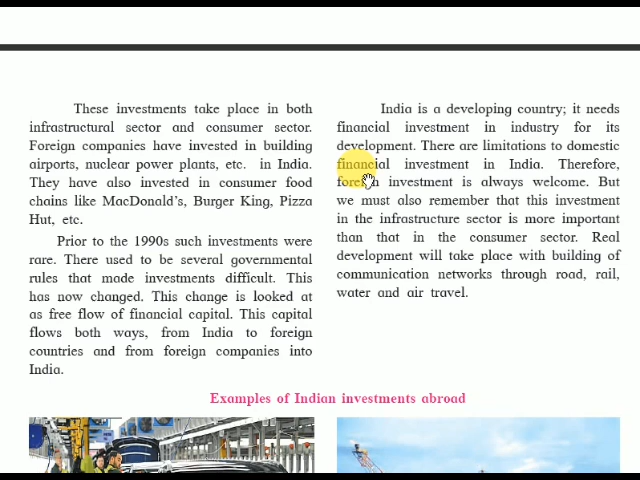 These investments take place in both
infrastructural sector and consumer sector.
Foreign companies have invested in building
airports, nuclear power plants, etc. in India.
They have also invested in consumer food
chains like MacDonald's, Burger King, Pizza
Hut, etc.
Prior to the 1990s such investments were
rare. There used to be several governmental
rules that made investments difficult. This
has now changed. This change is looked at
as free flow of financial capital. This capital
flows both ways, from India to foreign
countries and from foreign companies into
India.
India is a developing country; it needs
financial investment in industry for its
development. There are limitations to domestic
financial investment in India. Therefore,
foreign investment is always welcome. But
we must also remember that this investment
in the infrastructure sector is more important
than that in the consumer sector. Real
development will take place with building of
communication networks through road, rail,
water and air travel.
Examples of Indian investments abroad